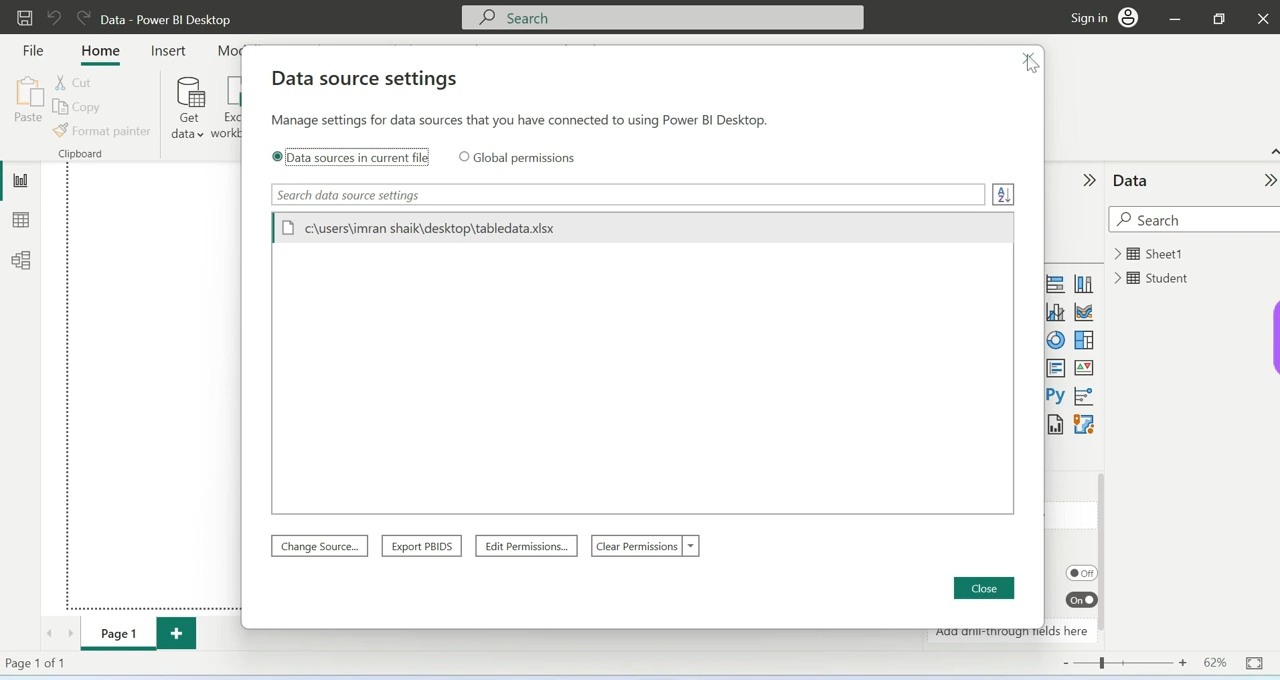 Data - Power BI Desktop
Search
Sign in
File
Home
Insert
Paste
Cut
Copy
Format painter
Clipboard
Get
data
Data source settings
Manage settings for data sources that you have connected to using Power BI Desktop.
Data sources in current file
Global permissions
Search data source settings
c:\users\imran shaik\desktop\tabledata.xlsx
Change Source...
Export PBIDS
Edit Permissions...
Clear Permissions
Close
Data
Search
Sheet1
Student
Py
Off
On
Add drill-through fields here
Page 1
Page 1 of 1
- +
62%